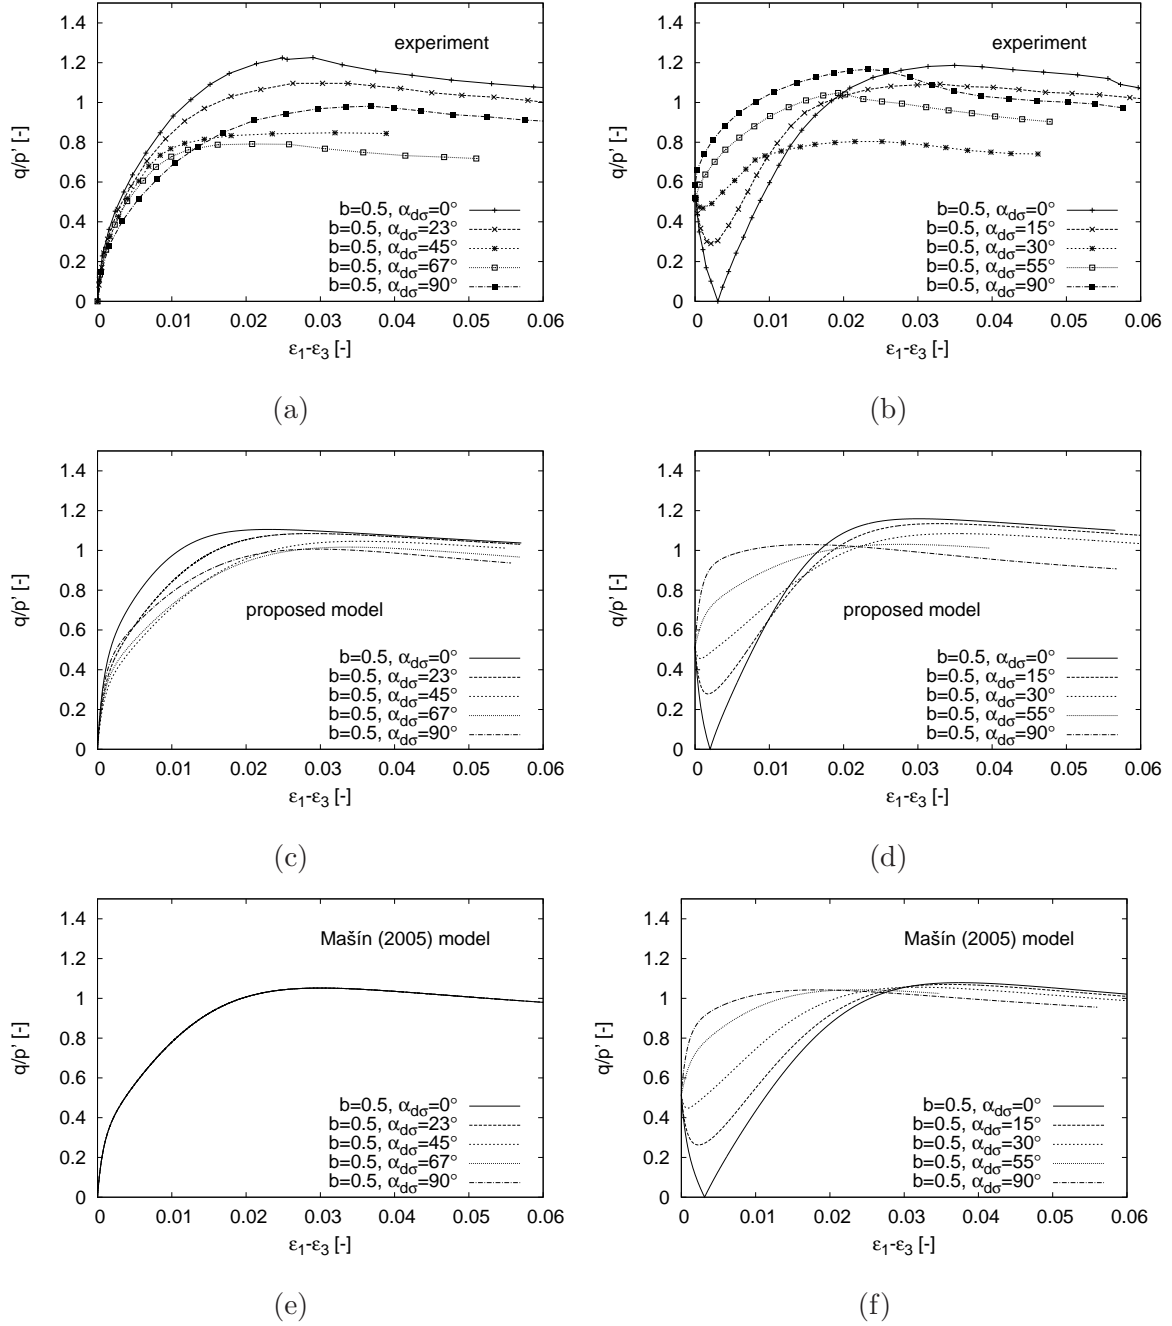 1.4
1.2
1
0.8
0.6
0.4
0.2
0
q/p' [-]
experiment
b=0.5, αdσ=0°
b=0.5, αdσ=23°
b=0.5, αdσ=45°
b=0.5, αdσ=67°
b=0.5, αdσ=90°
0 0.01 0.02 0.03 0.04 0.05 0.06
ε1-ε3 [-]
(a)
1.4
1.2
1
0.8
0.6
0.4
0.2
0
q/p' [-]
experiment
b=0.5, αdσ=0°
b=0.5, αdσ=15°
b=0.5, αdσ=30°
b=0.5, αdσ=55°
b=0.5, αdσ=90°
0 0.01 0.02 0.03 0.04 0.05 0.06
ε1-ε3 [-]
(b)
1.4
1.2
1
0.8
0.6
0.4
0.2
0
q/p' [-]
proposed model
b=0.5, αdσ=0°
b=0.5, αdσ=23°
b=0.5, αdσ=45°
b=0.5, αdσ=67°
b=0.5, αdσ=90°
0 0.01 0.02 0.03 0.04 0.05 0.06
ε1-ε3 [-]
(c)
1.4
1.2
1
0.8
0.6
0.4
0.2
0
q/p' [-]
proposed model
b=0.5, αdσ=0°
b=0.5, αdσ=15°
b=0.5, αdσ=30°
b=0.5, αdσ=55°
b=0.5, αdσ=90°
0 0.01 0.02 0.03 0.04 0.05 0.06
ε1-ε3 [-]
(d)
1.4
1.2
1
0.8
0.6
0.4
0.2
0
q/p' [-]
Mašín (2005) model
b=0.5, αdσ=0°
b=0.5, αdσ=23°
b=0.5, αdσ=45°
b=0.5, αdσ=67°
b=0.5, αdσ=90°
0 0.01 0.02 0.03 0.04 0.05 0.06
ε1-ε3 [-]
(e)
1.4
1.2
1
0.8
0.6
0.4
0.2
0
q/p' [-]
Mašín (2005) model
b=0.5, αdσ=0°
b=0.5, αdσ=15°
b=0.5, αdσ=30°
b=0.5, αdσ=55°
b=0.5, αdσ=90°
0 0.01 0.02 0.03 0.04 0.05 0.06
ε1-ε3 [-]
(f)